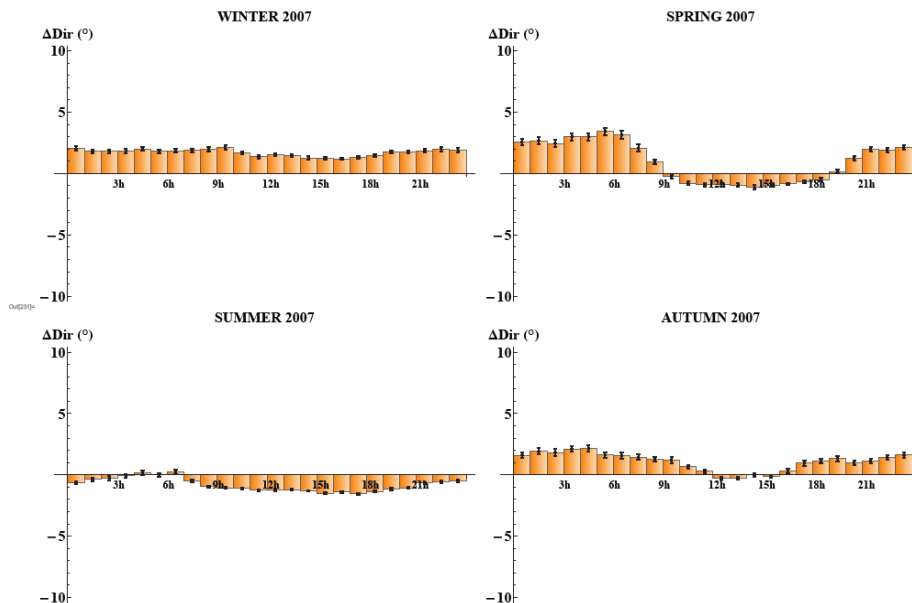 WINTER 2007
ΔDir (°)
10
5
−5
−10
3h 6h 9h 12h 15h 18h 21h
SPRING 2007
ΔDir (°)
10
5
−5
−10
3h 6h 9h 12h 15h 18h 21h
Out[231]=
SUMMER 2007
ΔDir (°)
10
5
−5
−10
3h 6h 9h 12h 15h 18h 21h
AUTUMN 2007
ΔDir (°)
10
5
−5
−10
3h 6h 9h 12h 15h 18h 21h